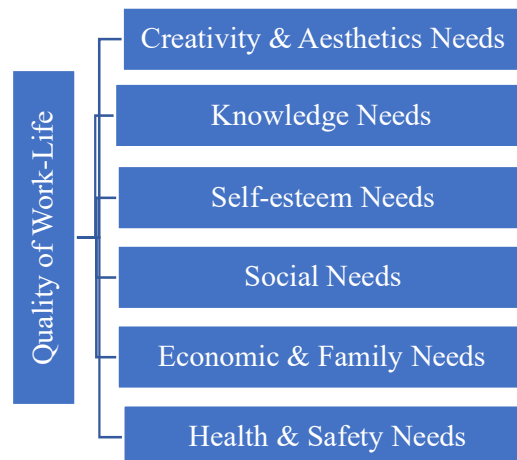 Quality of Work-Life
Creativity & Aesthetics Needs
Knowledge Needs
Self-esteem Needs
Social Needs
Economic & Family Needs
Health & Safety Needs